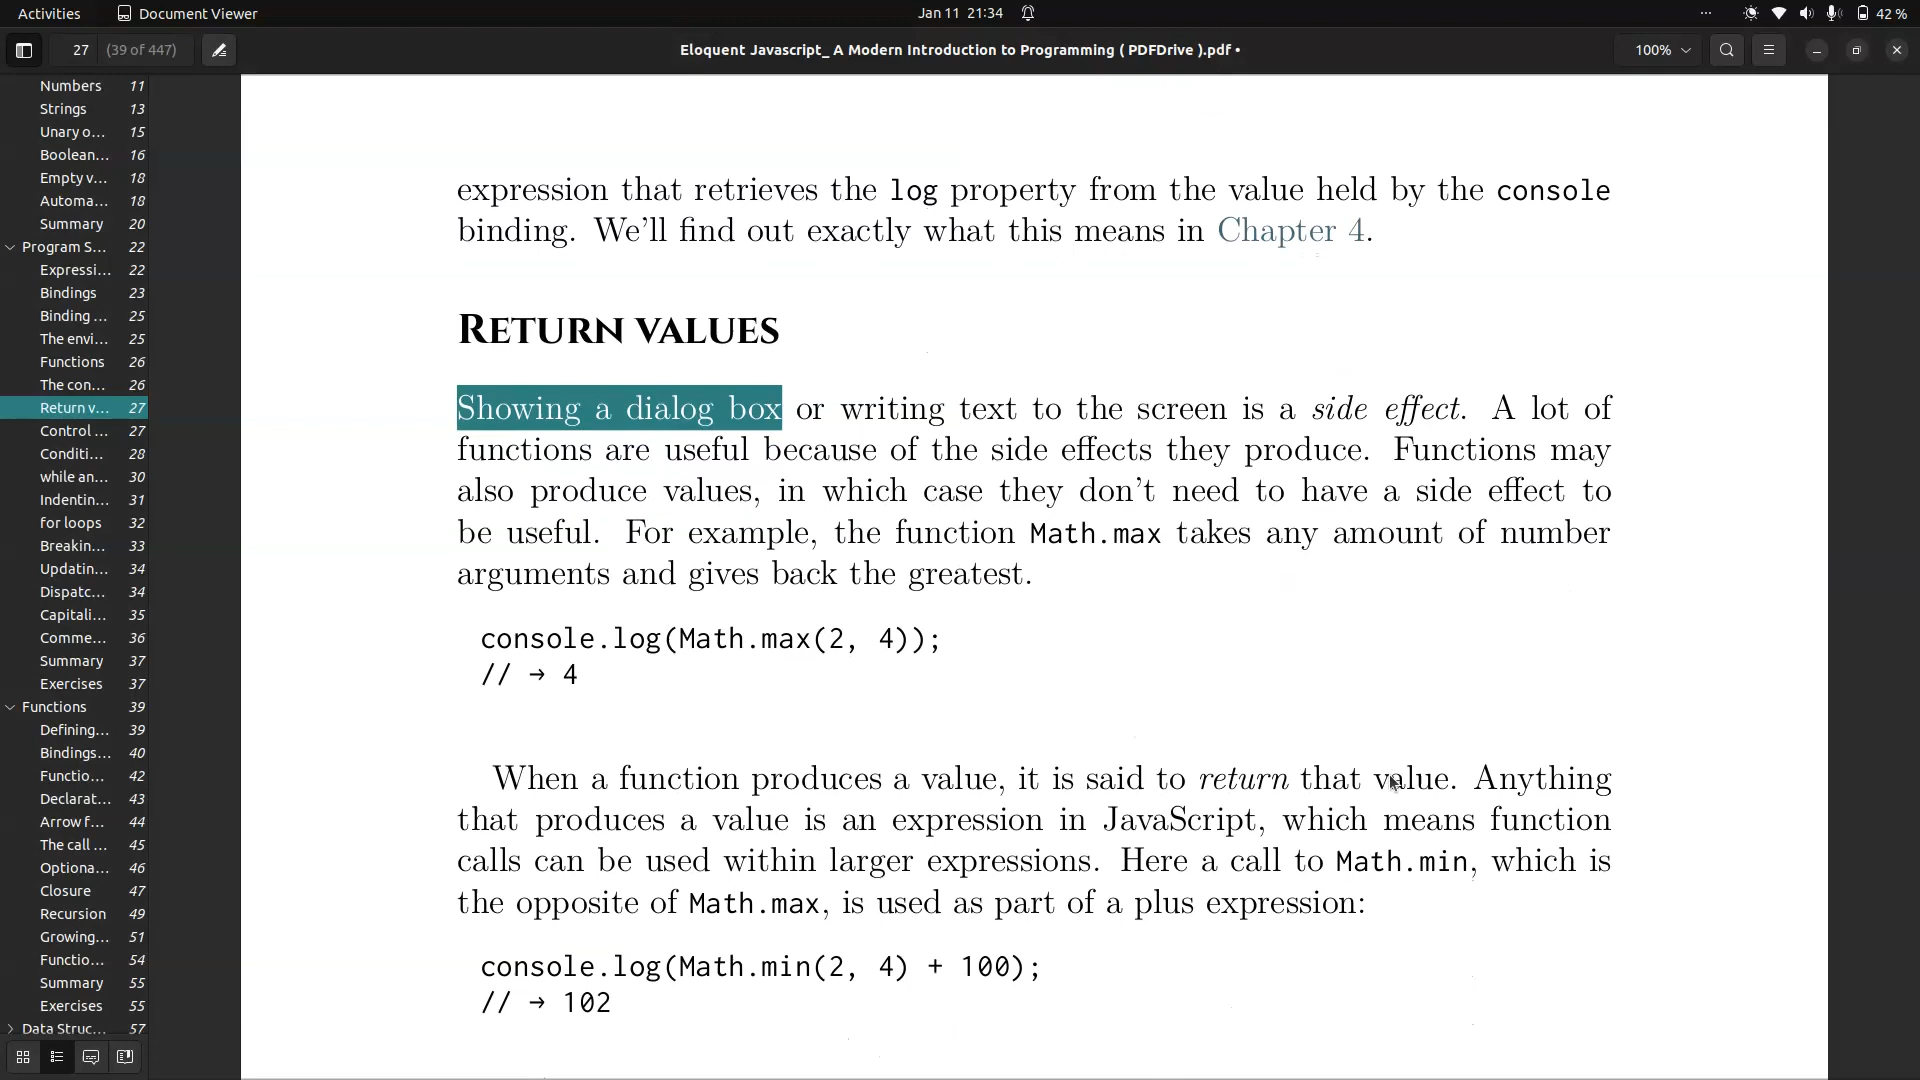 Activities
Document Viewer
Jan 11 21:34
42 %
27 (39 of 447)
Eloquent Javascript_ A Modern Introduction to Programming ( PDFDrive ).pdf •
100%
Numbers 11
Strings 13
Unary o... 15
Boolean... 16
Empty v... 18
Automa... 18
Summary 20
Program S... 22
Expressi... 22
Bindings 23
Binding ... 25
The envi... 25
Functions 26
The con... 26
Return v... 27
Control ... 27
Conditi... 28
while an... 30
Indentin... 31
for loops 32
Breakin... 33
Updatin... 34
Dispatc... 34
Capitali... 35
Comme... 36
Summary 37
Exercises 37
Functions 39
Defining... 39
Bindings... 40
Functio... 42
Declarat... 43
Arrow f... 44
The call ... 45
Optiona... 46
Closure 47
Recursion 49
Growing... 51
Functio... 54
Summary 55
Exercises 55
Data Struc... 57
expression that retrieves the log property from the value held by the console
binding. We'll find out exactly what this means in Chapter 4.
Return values
Showing a dialog box or writing text to the screen is a side effect. A lot of
functions are useful because of the side effects they produce. Functions may
also produce values, in which case they don't need to have a side effect to
be useful. For example, the function Math.max takes any amount of number
arguments and gives back the greatest.
console.log(Math.max(2, 4));
// → 4
When a function produces a value, it is said to return that value. Anything
that produces a value is an expression in JavaScript, which means function
calls can be used within larger expressions. Here a call to Math.min, which is
the opposite of Math.max, is used as part of a plus expression:
console.log(Math.min(2, 4) + 100);
// → 102